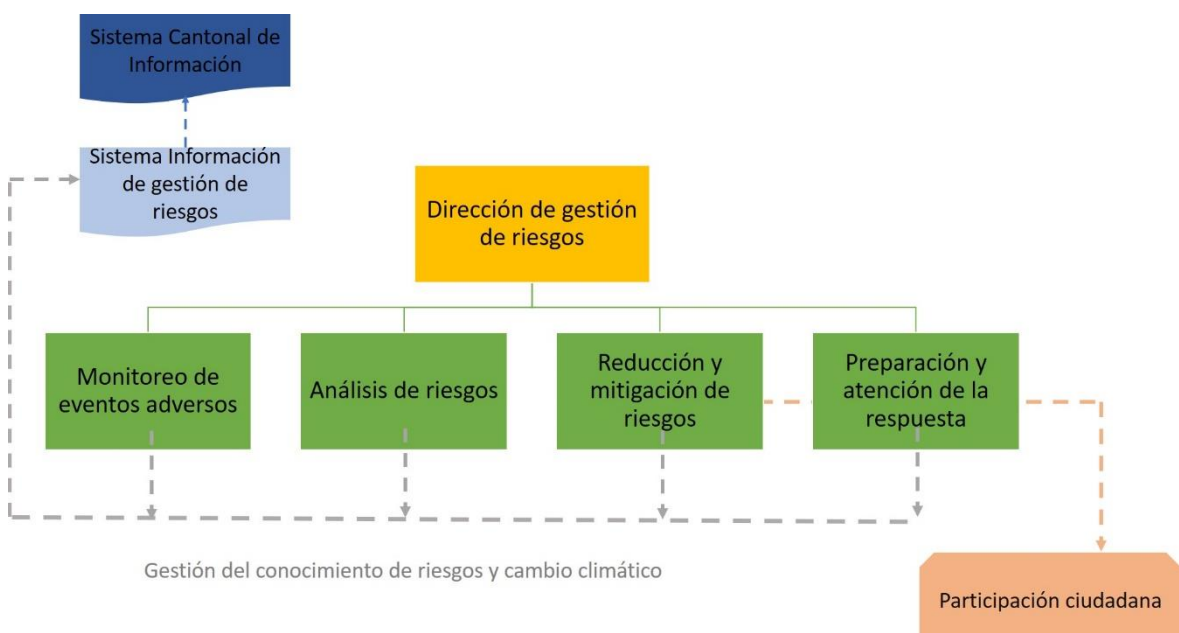 Sistema Cantonal de
Información
Sistema Información
de gestión de
riesgos
Dirección de gestión
de riesgos
Monitoreo de
eventos adversos
Análisis de riesgos
Reducción y
mitigación de
riesgos
Preparación y
atención de la
respuesta
Gestión del conocimiento de riesgos y cambio climático
Participación ciudadana